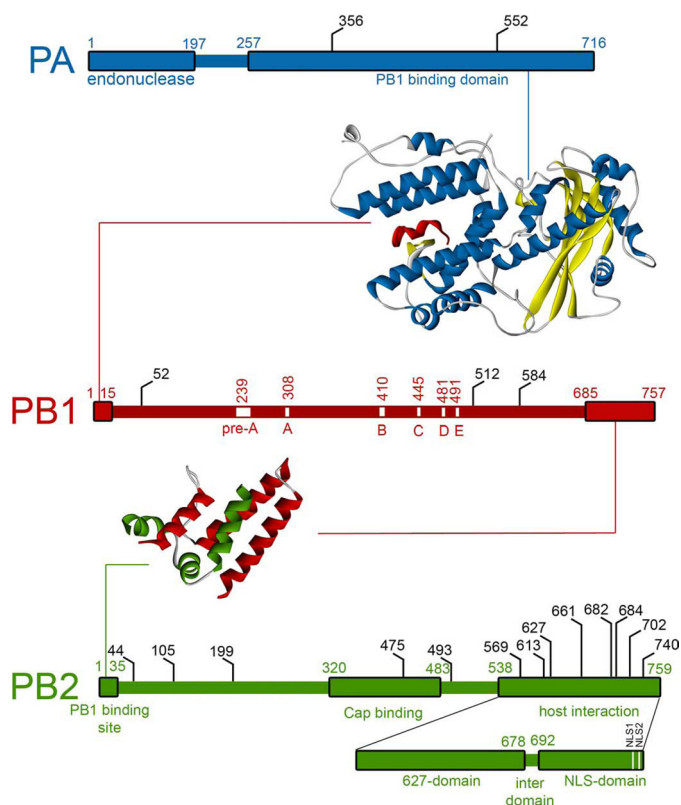 356 552
1 197 257 716
PA
endonuclease PB1 binding domain
52 239 308 410 445 481 491 512 584
1 15 685 757
PB1
pre-A A B C D E
661 682 684
627 702
44 105 199 475 493 569 613 740
1 35 320 483 538 759
PB2
PB1 binding
site
Cap binding host interaction
NLS1
NLS2
678 692
627-domain inter
domain
NLS-domain